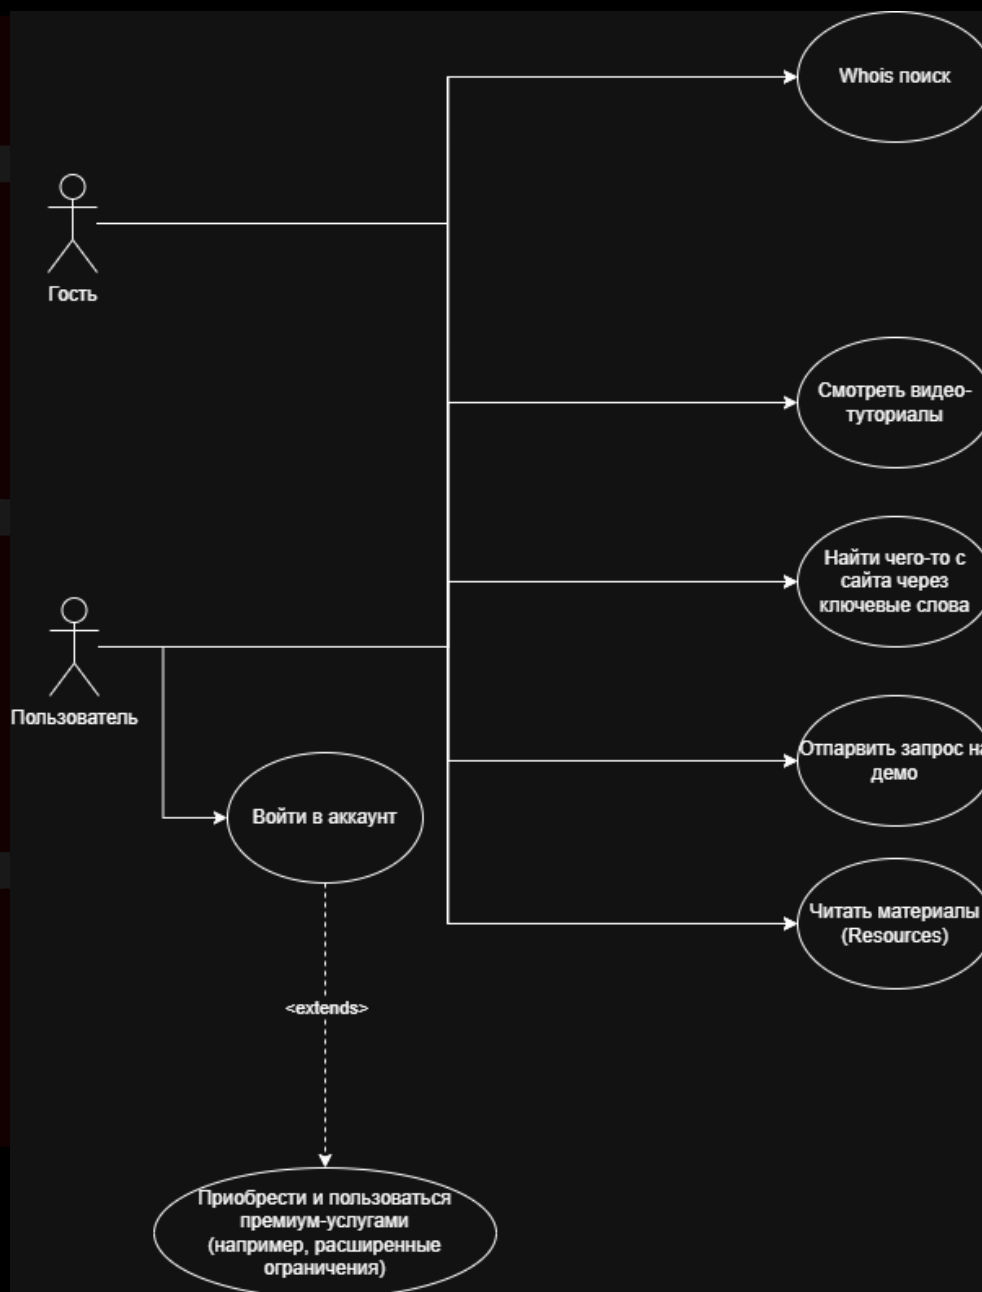 Whois поиск
Гость
Смотреть видео-
туториалы
Найти чего-то с
сайта через
ключевые слова
Пользователь
Отпарвить запрос на
демо
Войти в аккаунт
Читать материалы
(Resources)
<extends>
Приобрести и пользоваться
премиум-услугами
(например, расширенные
ограничения)